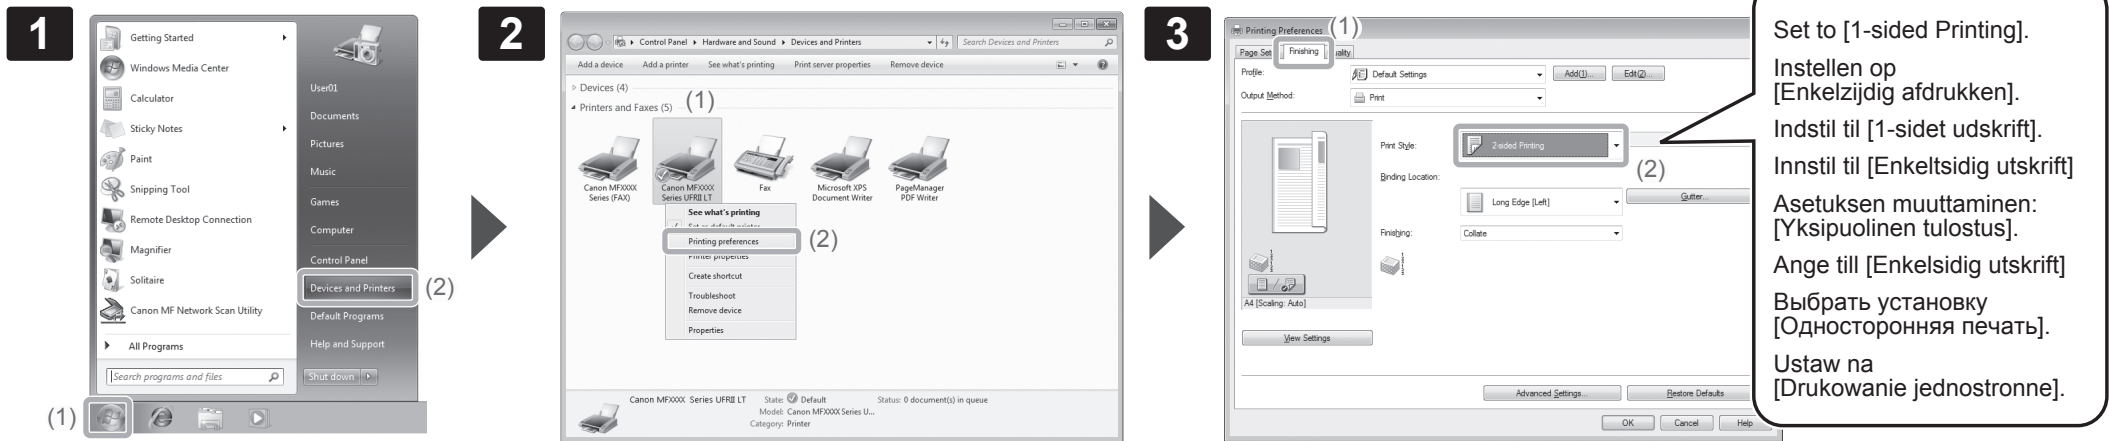 1
Getting Started
Windows Media Center
Calculator
Sticky Notes
Paint
Snipping Tool
Remote Desktop Connection
Magnifier
Solitaire
Canon MF Network Scan Utility
All Programs
Search programs and files
User01
Documents
Pictures
Music
Games
Computer
Control Panel
Devices and Printers
(2)
Default Programs
Help and Support
Shut down
(1)
2
Control Panel
Hardware and Sound
Devices and Printers
Search Devices and Printers
Add a device
Add a printer
See what's printing
Print server properties
Remove device
Devices (4)
Printers and Faxes (5)
(1)
Canon MFXXXX
Series (FAX)
Canon MFXXXX
Series UFRII LT
Fax
Microsoft XPS
Document Writer
PageManager
PDF Writer
See what's printing
Set as default printer
Printing preferences
(2)
Printer properties
Create shortcut
Troubleshoot
Remove device
Properties
Canon MFXXXX Series UFRII LT
State: Default
Status: 0 document(s) in queue
Model: Canon MFXXXX Series U...
Category: Printer
3
Printing Preferences
(1)
Page Set
Finishing
uality
Profile:
Default Settings
Add(1)...
Edit(2)...
Output Method:
Print
Print Style:
2-sided Printing
(2)
Binding Location:
Long Edge [Left]
Gutter...
Finishing:
Collate
A4 [Scaling: Auto]
View Settings
Advanced Settings...
Restore Defaults
OK
Cancel
Help
Set to [1-sided Printing].
Instellen op
[Enkelzijdig afdrukken].
Indstil til [1-sidet udskrift].
Innstil til [Enkeltsidig utskrift]
Asetuksen muuttaminen:
[Yksipuolinen tulostus].
Ange till [Enkelsidig utskrift]
Выбрать установку
[Односторонняя печать].
Ustaw na
[Drukowanie jednostronne].